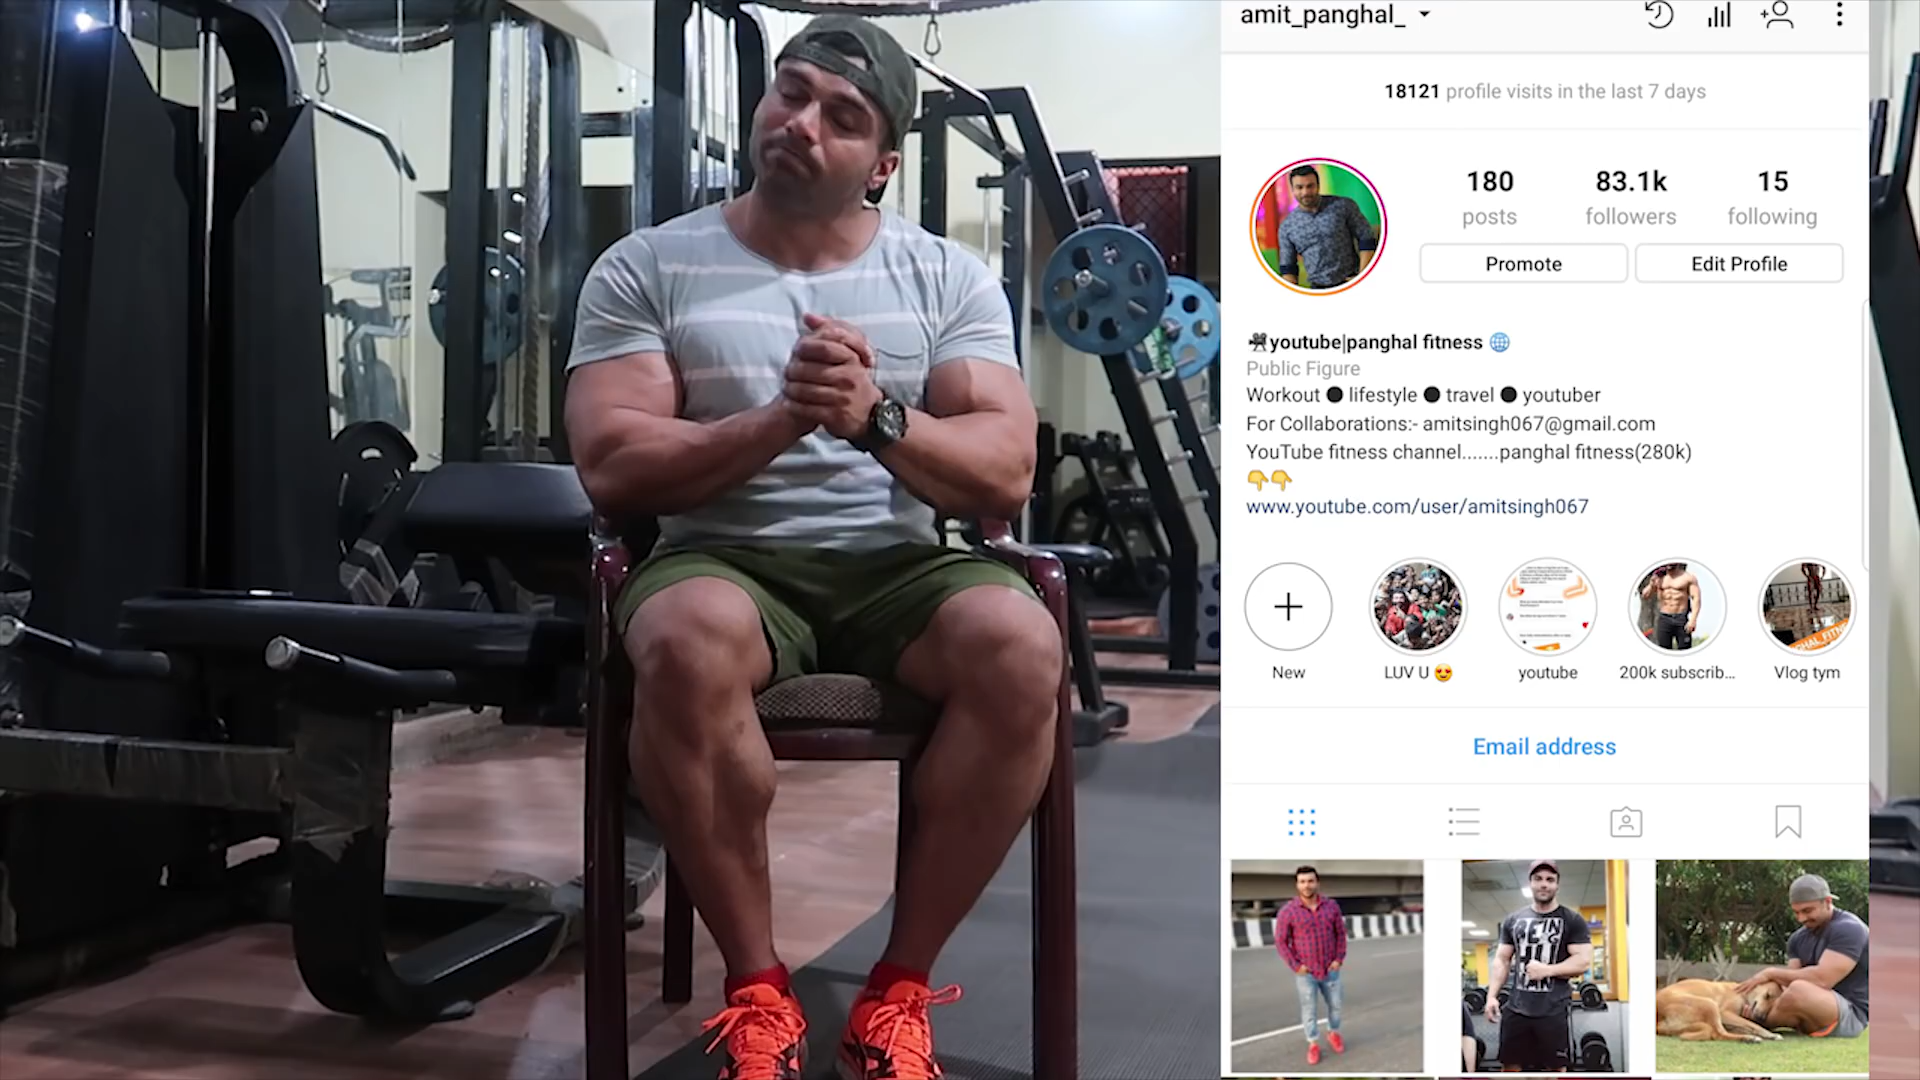 amit_panghal_
18121 profile visits in the last 7 days
180 83.1k 15
posts followers following
Promote Edit Profile
youtube|panghal fitness
Public Figure
Workout ● lifestyle ● travel ● youtuber
For Collaborations:- amitsingh067@gmail.com
YouTube fitness channel.......panghal fitness(280k)
👇👇
www.youtube.com/user/amitsingh067
New LUV U 😍 youtube 200k subscrib... Vlog tym
Email address